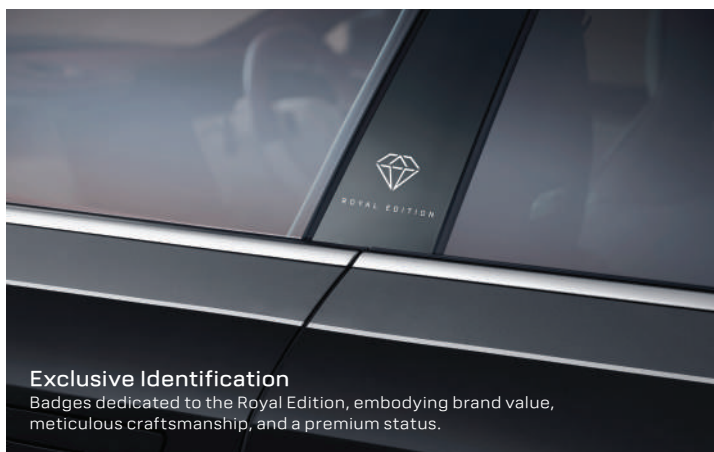 ROYAL EDITION
Exclusive Identification
Badges dedicated to the Royal Edition, embodying brand value,
meticulous craftsmanship, and a premium status.